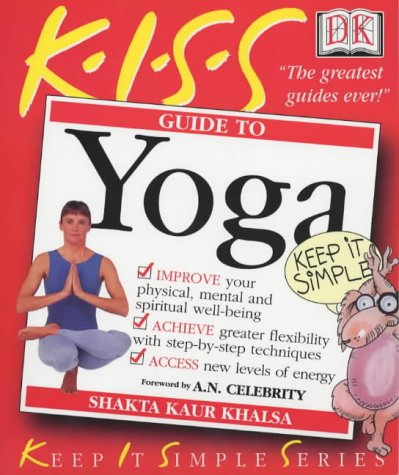 K·I·S·S
DK
"The greatest
guides ever!"
GUIDE TO
Yoga
KEEP IT
SIMPLE
IMPROVE your
physical, mental and
spiritual well-being
ACHIEVE greater flexibility
with step-by-step techniques
ACCESS new levels of energy
Foreword by A.N. CELEBRITY
SHAKTA KAUR KHALSA
KEEP IT SIMPLE SERIES